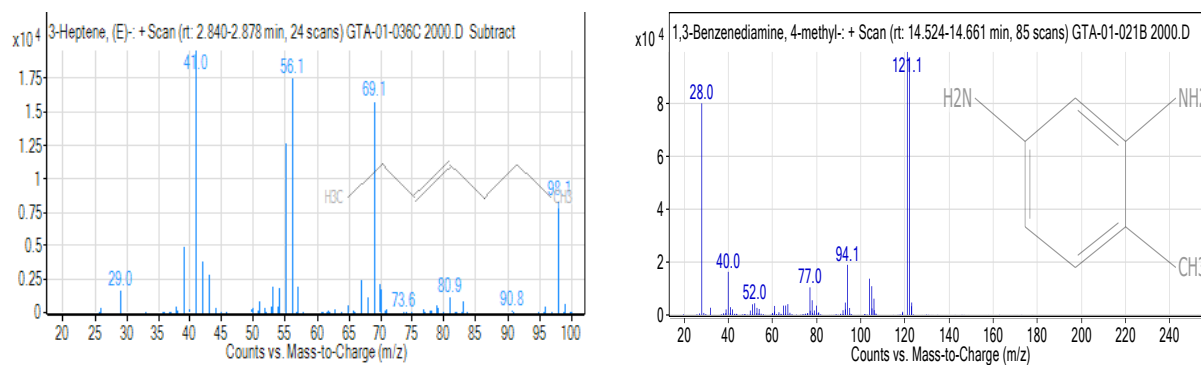 3-Heptene, (E)-: + Scan (rt: 2.840-2.878 min, 24 scans) GTA-01-036C 2000.D Subtract
x10 4
41.0
56.1
69.1
98.1
29.0
73.6
80.9
90.8
H3C
CH3
1.75
1.5
1.25
1
0.75
0.5
0.25
0
20 25 30 35 40 45 50 55 60 65 70 75 80 85 90 95 100
Counts vs. Mass-to-Charge (m/z)
1,3-Benzenediamine, 4-methyl-: + Scan (rt: 14.524-14.661 min, 85 scans) GTA-01-021B 2000.D
x10 4
121.1
28.0
40.0
52.0
77.0
94.1
H2N
NH2
CH3
8
6
4
2
0
20 40 60 80 100 120 140 160 180 200 220 240
Counts vs. Mass-to-Charge (m/z)